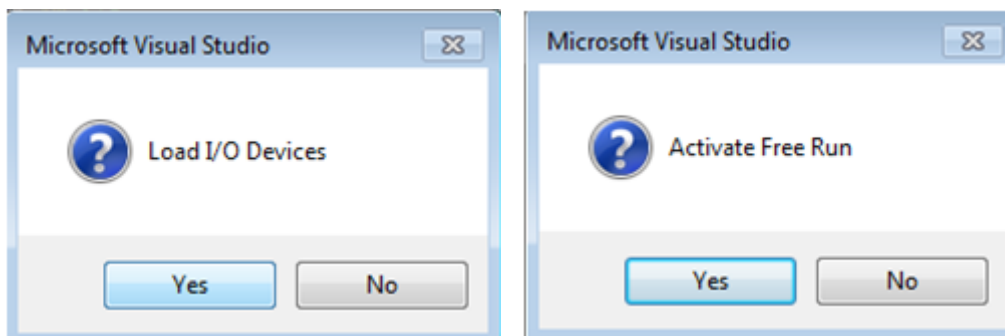 Microsoft Visual Studio
Load I/O Devices
Yes No
Microsoft Visual Studio
Activate Free Run
Yes No